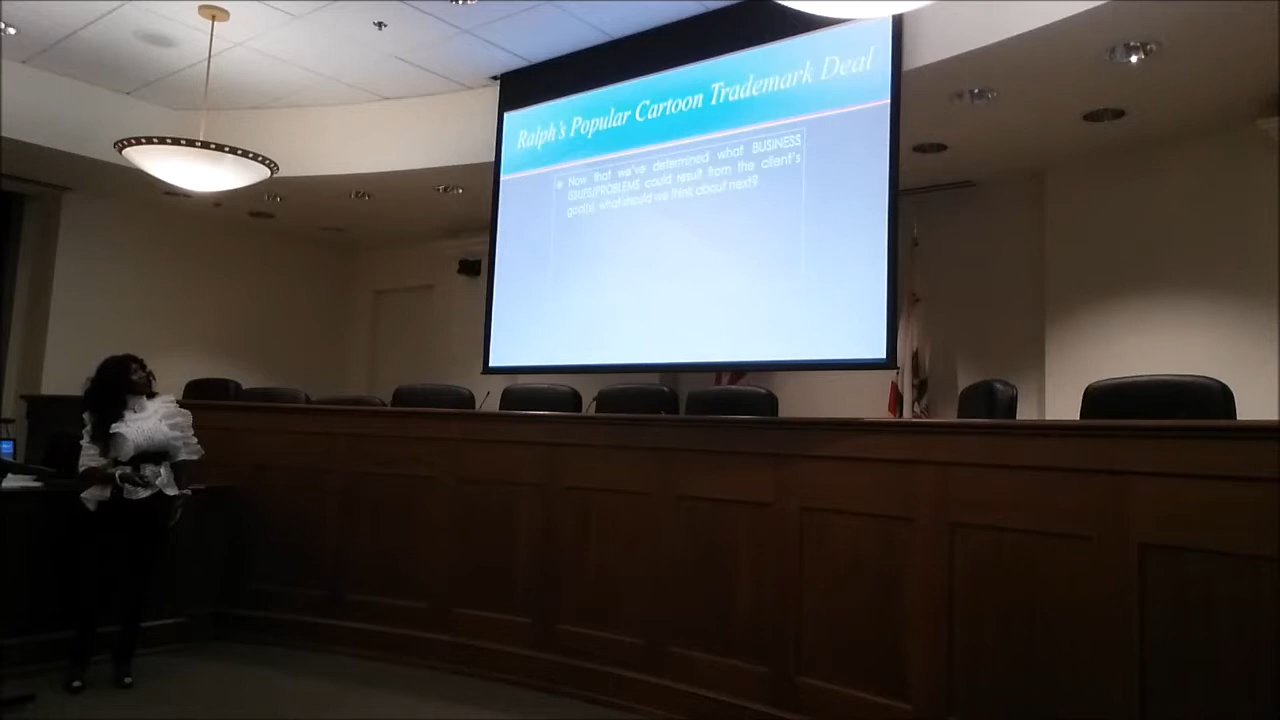 Ralph's Popular Cartoon Trademark Deal
Now that we've determined what BUSINESS
ISSUES/PROBLEMS could result from the client's
goal(s), what should we think about next?